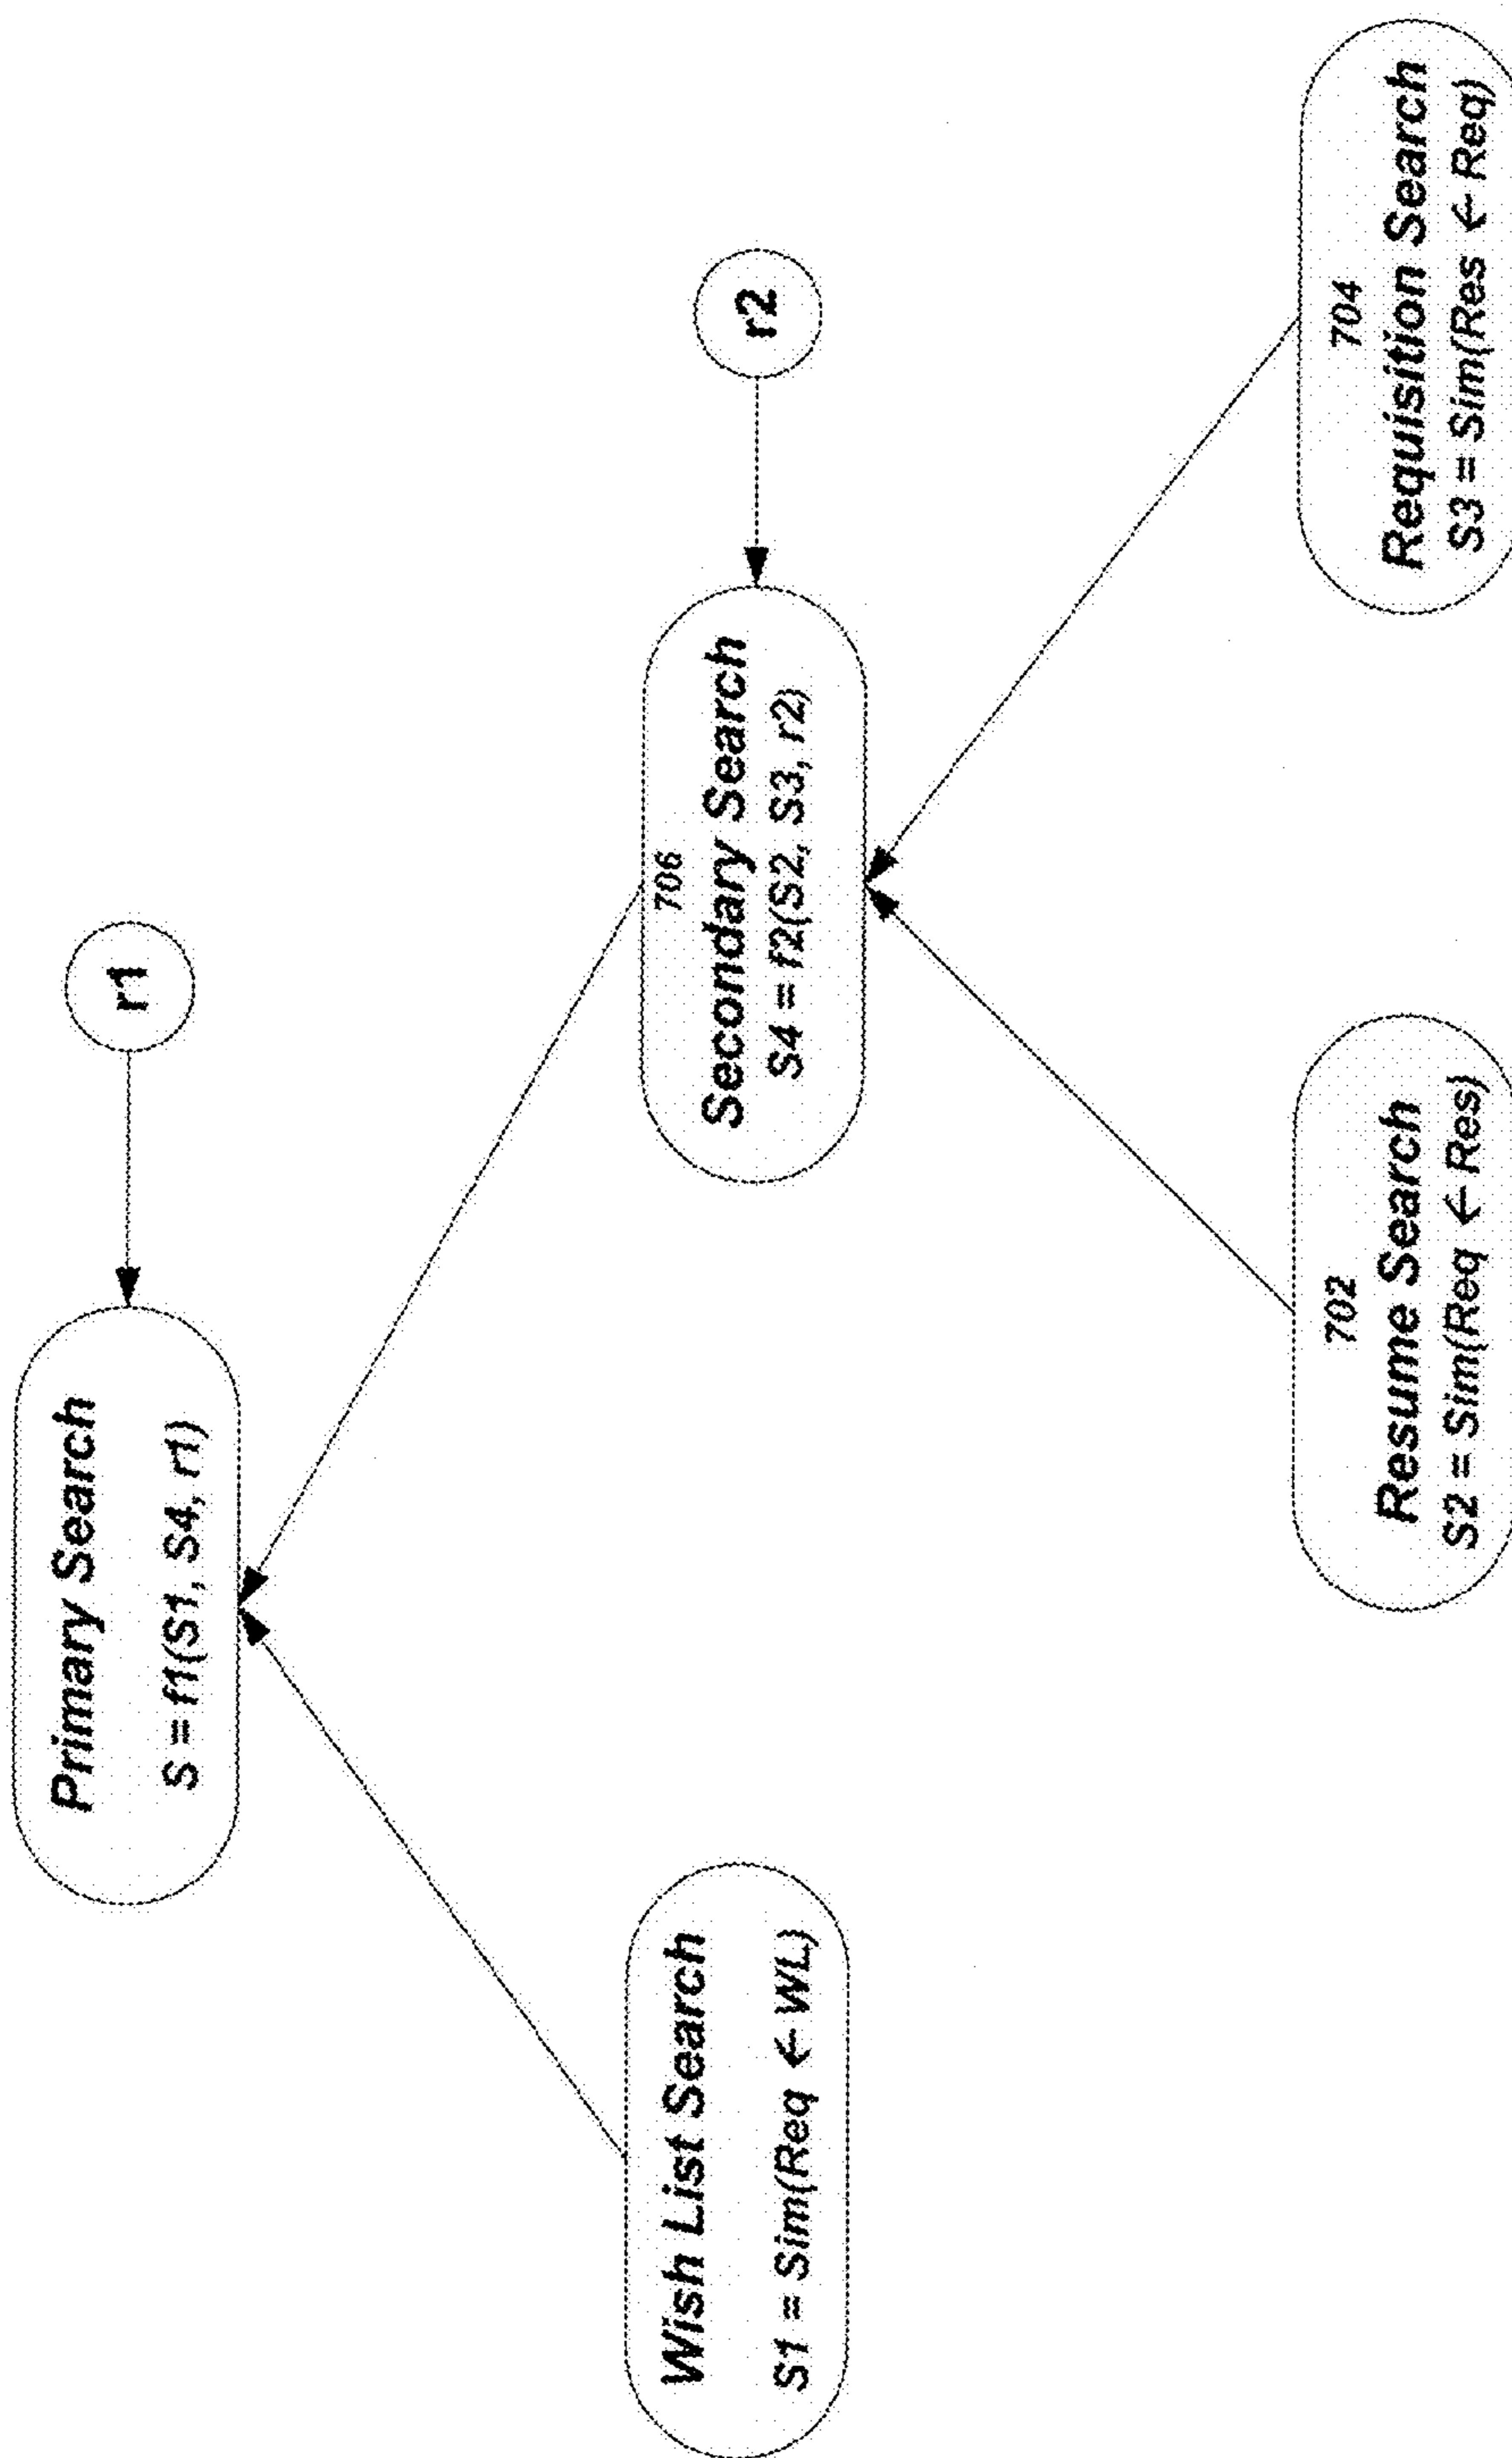 Primary Search
S = f1(S1, S4, r1)
r1
Wish List Search
S1 = Sim(Req ← WL)
706
Secondary Search
S4 = f2(S2, S3, r2)
r2
702
Resume Search
S2 = Sim(Req ← Res)
704
Requisition Search
S3 = Sim(Res ← Req)